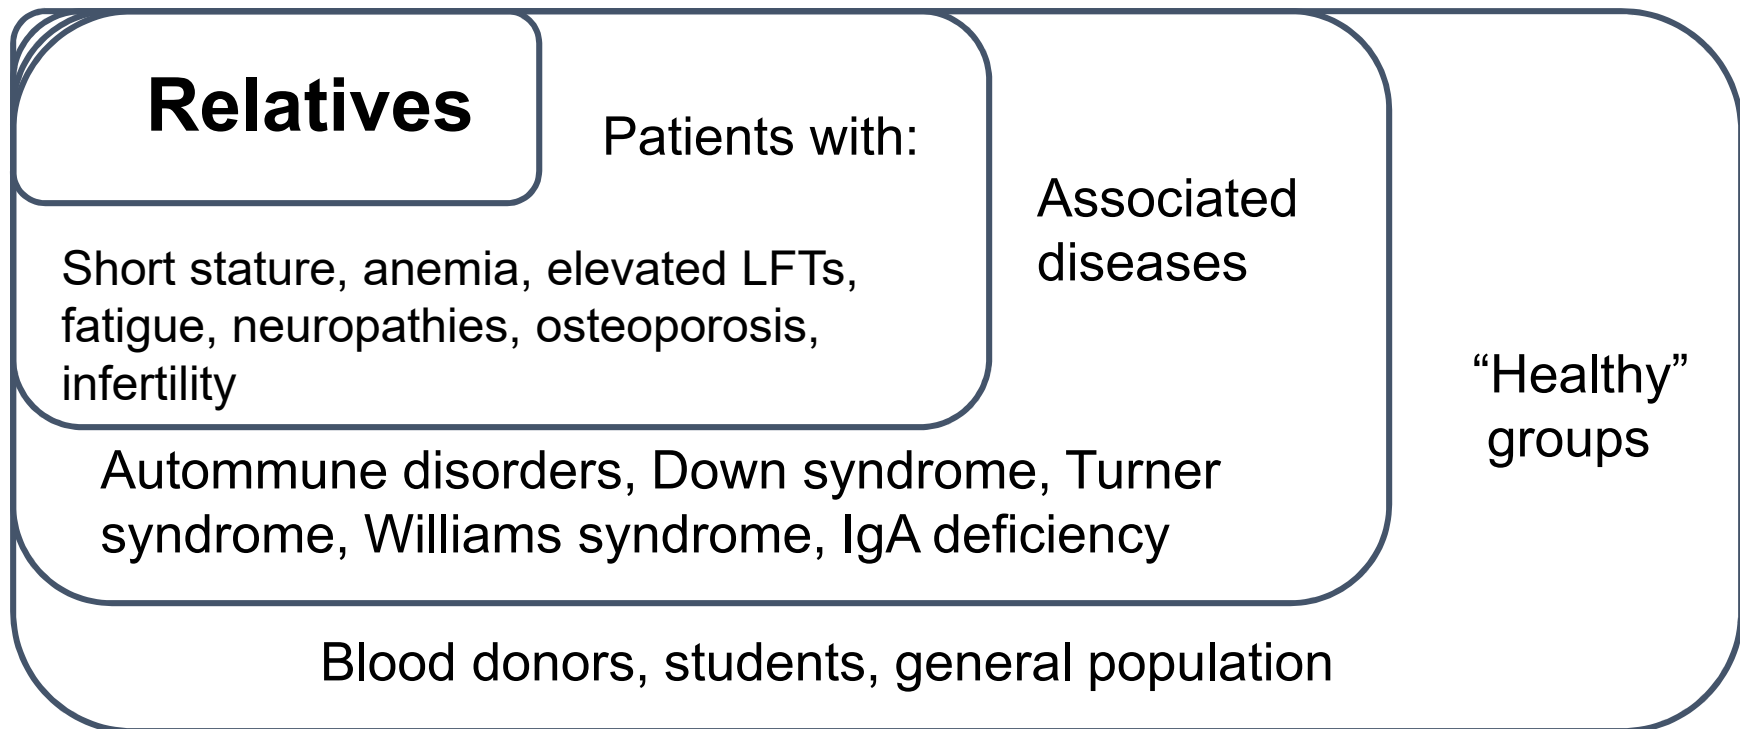 Relatives
Patients with:
Short stature, anemia, elevated LFTs,
fatigue, neuropathies, osteoporosis,
infertility
Associated
diseases
Autommune disorders, Down syndrome, Turner
syndrome, Williams syndrome, IgA deficiency
“Healthy”
groups
Blood donors, students, general population